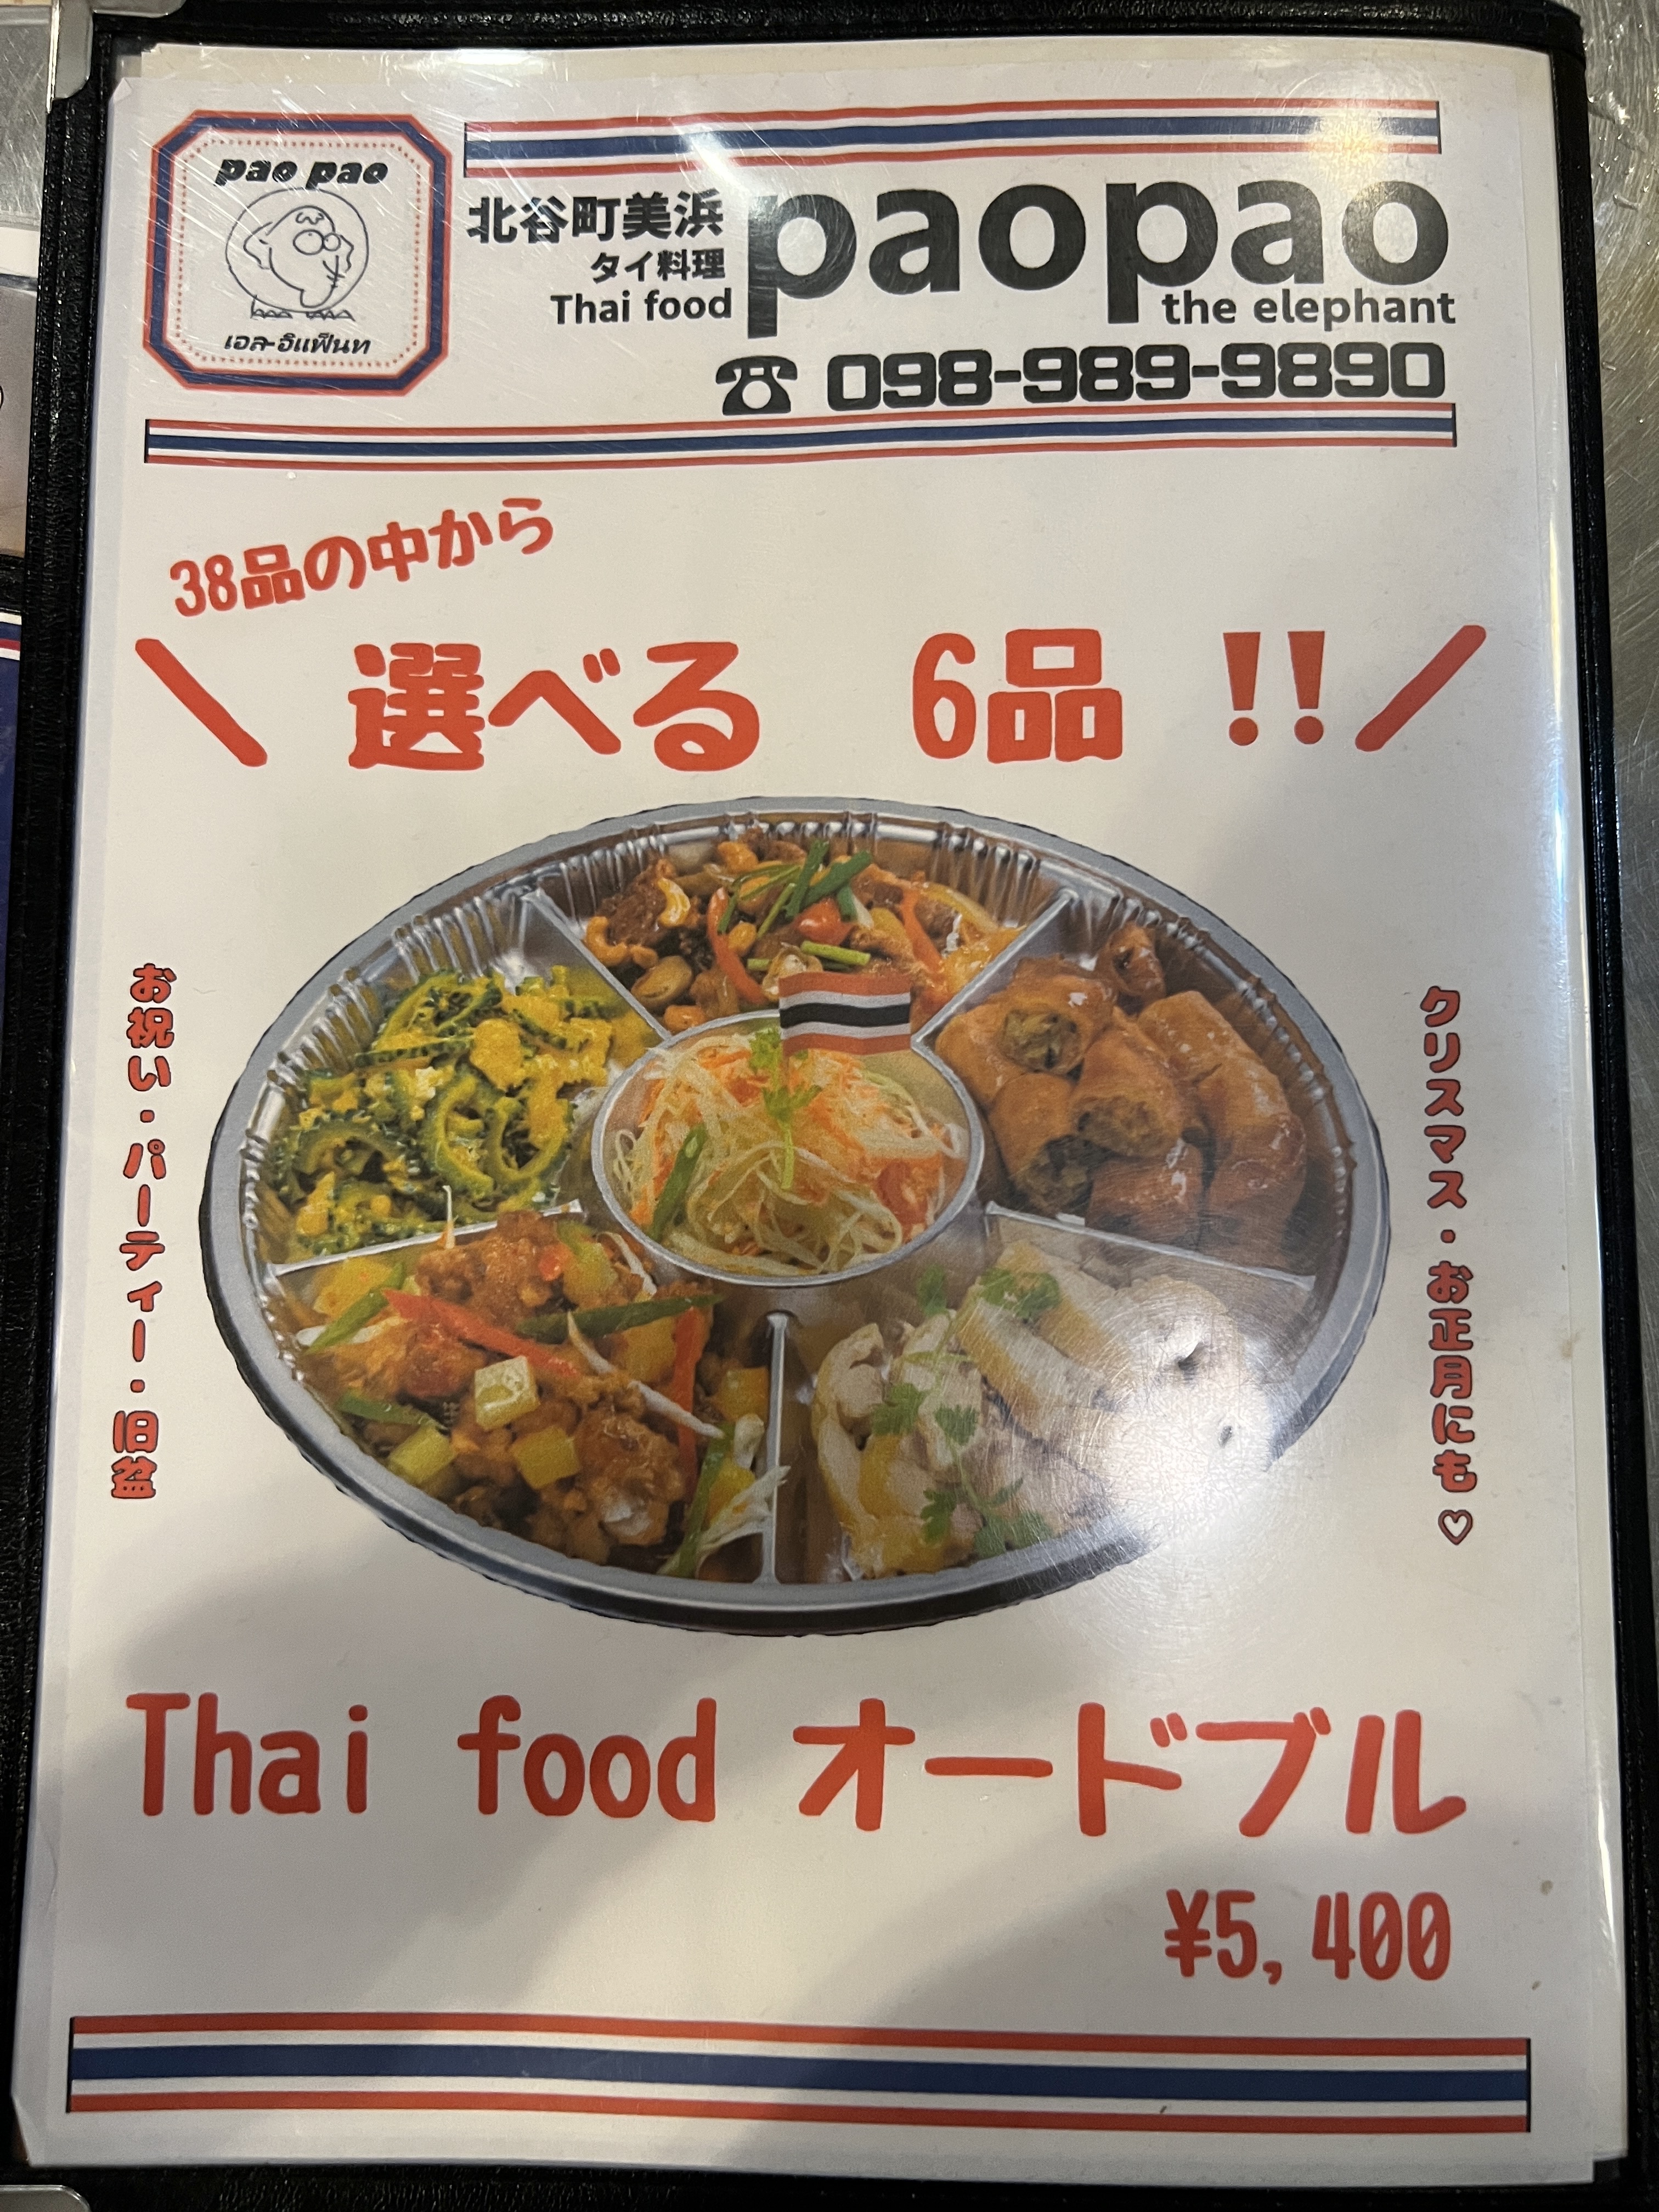 pao pao
เอล-อิแฟ็นท
北谷町美浜
タイ料理
Thai food
paopao
the elephant
☎ 098-989-9890
38品の中から
\ 選べる 6品 !! /
お祝い・パーティー・旧盆
クリスマス・お正月にも♡
Thai food オードブル
¥5,400